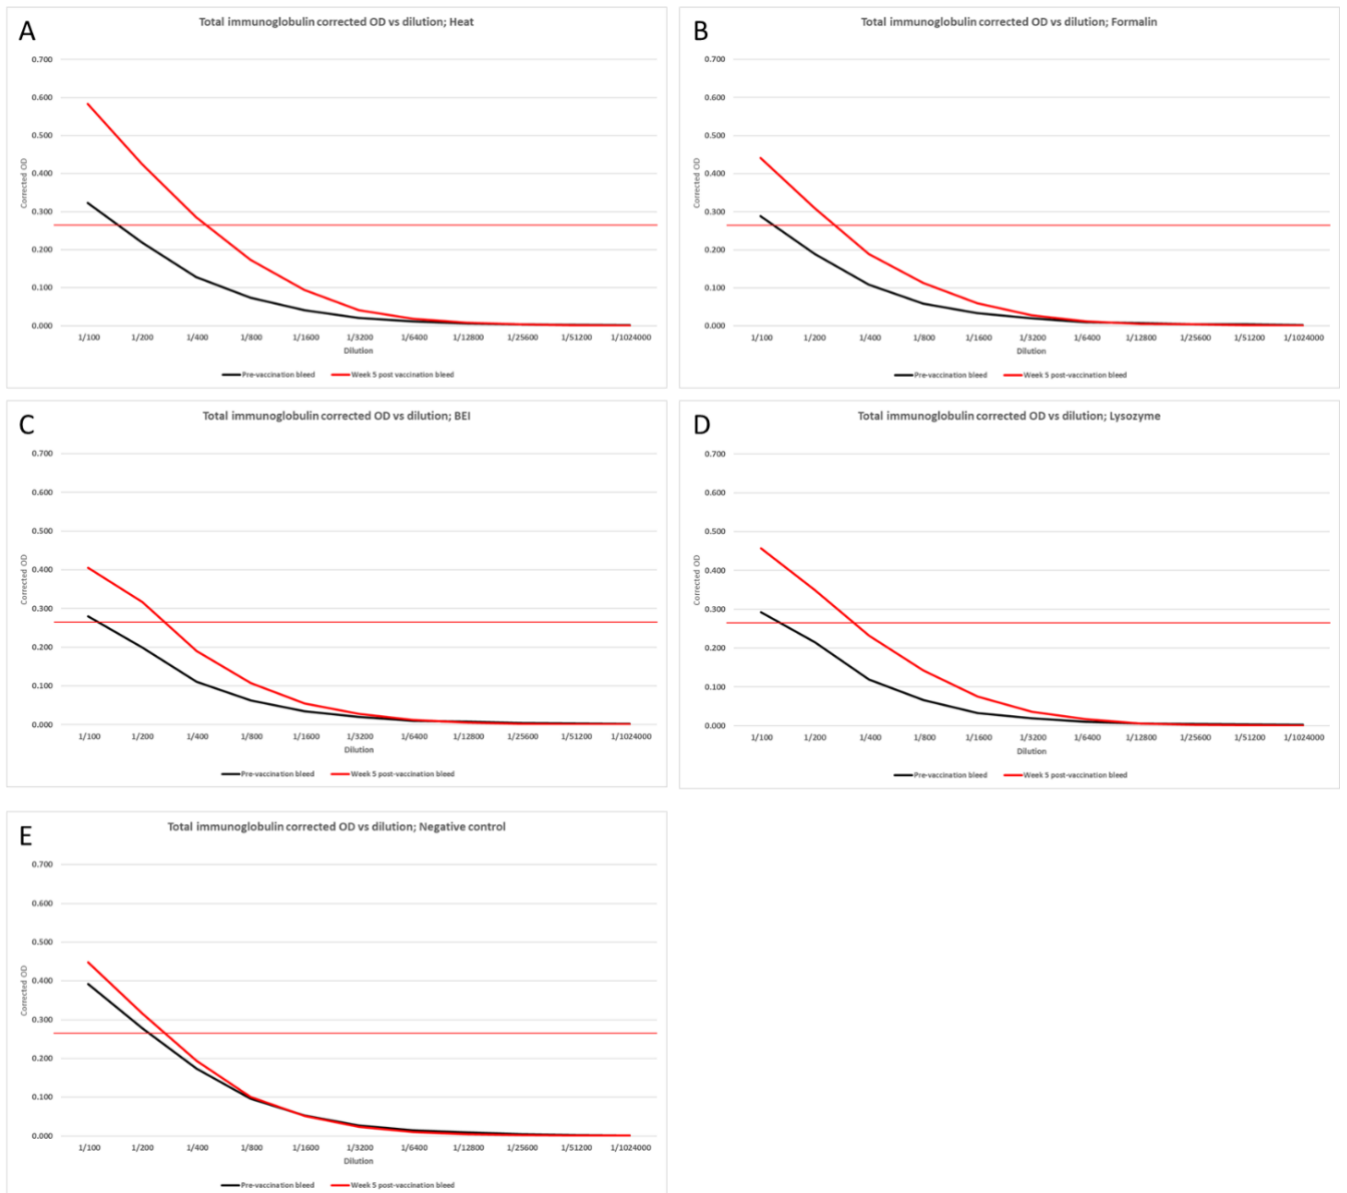 A
Total immunoglobulin corrected OD vs dilution; Heat
0.700
0.600
0.500
0.400
0.300
0.200
0.100
0.000
Corrected OD
1/100 1/200 1/400 1/800 1/1600 1/3200 1/6400 1/12800 1/25600 1/51200 1/1024000
Dilution
Pre-vaccination bleed Week 5 post vaccination bleed
B
Total immunoglobulin corrected OD vs dilution; Formalin
0.700
0.600
0.500
0.400
0.300
0.200
0.100
0.000
Corrected OD
1/100 1/200 1/400 1/800 1/1600 1/3200 1/6400 1/12800 1/25600 1/51200 1/1024000
Dilution
Pre-vaccination bleed Week 5 post-vaccination bleed
C
Total immunoglobulin corrected OD vs dilution; BEI
0.700
0.600
0.500
0.400
0.300
0.200
0.100
0.000
Corrected OD
1/100 1/200 1/400 1/800 1/1600 1/3200 1/6400 1/12800 1/25600 1/51200 1/1024000
Dilution
Pre-vaccination bleed Week 5 post-vaccination bleed
D
Total immunoglobulin corrected OD vs dilution; Lysozyme
0.700
0.600
0.500
0.400
0.300
0.200
0.100
0.000
Corrected OD
1/100 1/200 1/400 1/800 1/1600 1/3200 1/6400 1/12800 1/25600 1/51200 1/1024000
Dilution
Pre-vaccination bleed Week 5 post-vaccination bleed
E
Total immunoglobulin corrected OD vs dilution; Negative control
0.700
0.600
0.500
0.400
0.300
0.200
0.100
0.000
Corrected OD
1/100 1/200 1/400 1/800 1/1600 1/3200 1/6400 1/12800 1/25600 1/51200 1/1024000
Dilution
Pre-vaccination bleed Week 5 post-vaccination bleed